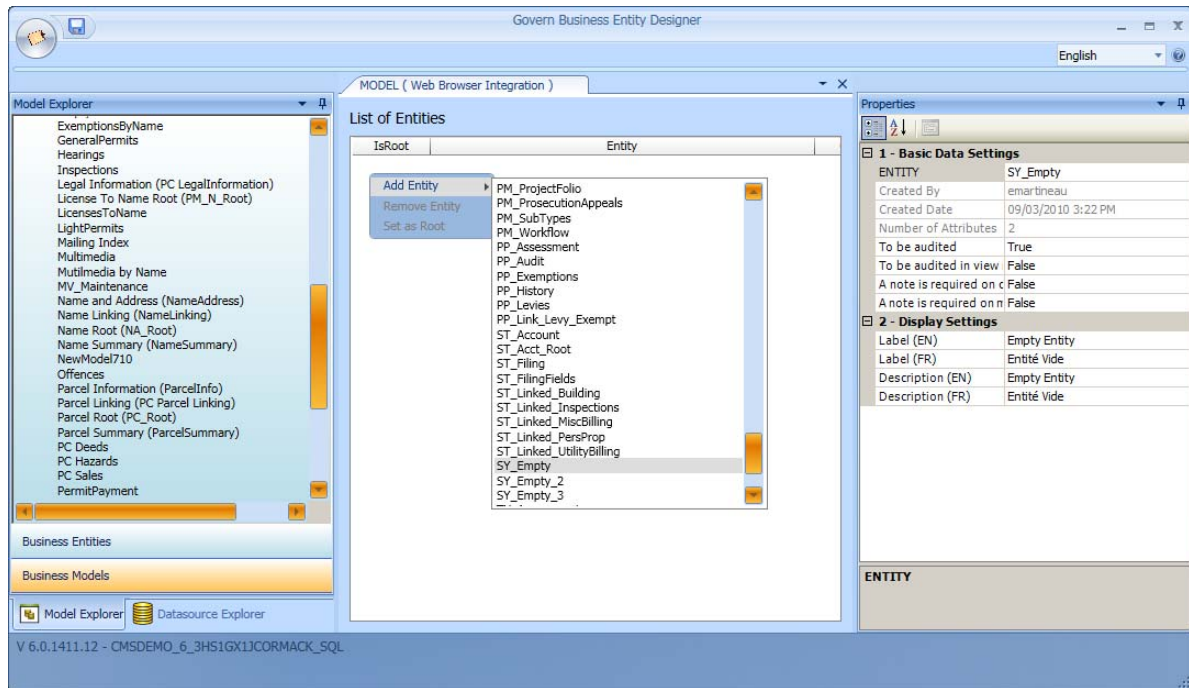 Govern Business Entity Designer
English
Model Explorer
ExemptionsByName
GeneralPermits
Hearings
Inspections
Legal Information (PC LegalInformation)
License To Name Root (PM_N_Root)
LicensesToName
LightPermits
Mailing Index
Multimedia
Mutilmedia by Name
MV_Maintenance
Name and Address (NameAddress)
Name Linking (NameLinking)
Name Root (NA_Root)
Name Summary (NameSummary)
NewModel710
Offences
Parcel Information (ParcelInfo)
Parcel Linking (PC Parcel Linking)
Parcel Root (PC_Root)
Parcel Summary (ParcelSummary)
PC Deeds
PC Hazards
PC Sales
PermitPayment
Business Entities
Business Models
Model Explorer Datasource Explorer
MODEL ( Web Browser Integration )
List of Entities
IsRoot Entity
Add Entity
Remove Entity
Set as Root
PM_ProjectFolio
PM_ProsecutionAppeals
PM_SubTypes
PM_Workflow
PP_Assessment
PP_Audit
PP_Exemptions
PP_History
PP_Levies
PP_Link_Levy_Exempt
ST_Account
ST_Acct_Root
ST_Filing
ST_FilingFields
ST_Linked_Building
ST_Linked_Inspections
ST_Linked_MiscBilling
ST_Linked_PersProp
ST_Linked_UtilityBilling
SY_Empty
SY_Empty_2
SY_Empty_3
Properties
1 - Basic Data Settings
ENTITY SY_Empty
Created By emartineau
Created Date 09/03/2010 3:22 PM
Number of Attributes 2
To be audited True
To be audited in view False
A note is required on c False
A note is required on n False
2 - Display Settings
Label (EN) Empty Entity
Label (FR) Entité Vide
Description (EN) Empty Entity
Description (FR) Entité Vide
ENTITY
V 6.0.1411.12 - CMSDEMO_6_3HS1GX1JCORMACK_SQL